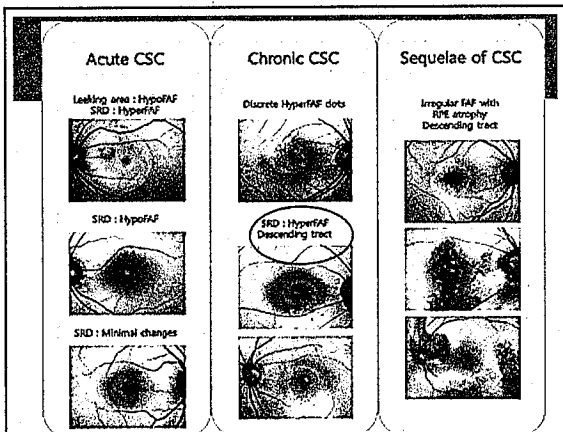 Acute CSC
Leaking area : HypoFAF
SRD : HyperFAF
SRD : HypoFAF
SRD : Minimal changes
Chronic CSC
Discrete HyperFAF dots
SRD : HyperFAF
Descending tract
Sequelae of CSC
Irregular FAF with
RPE atrophy
Descending tract